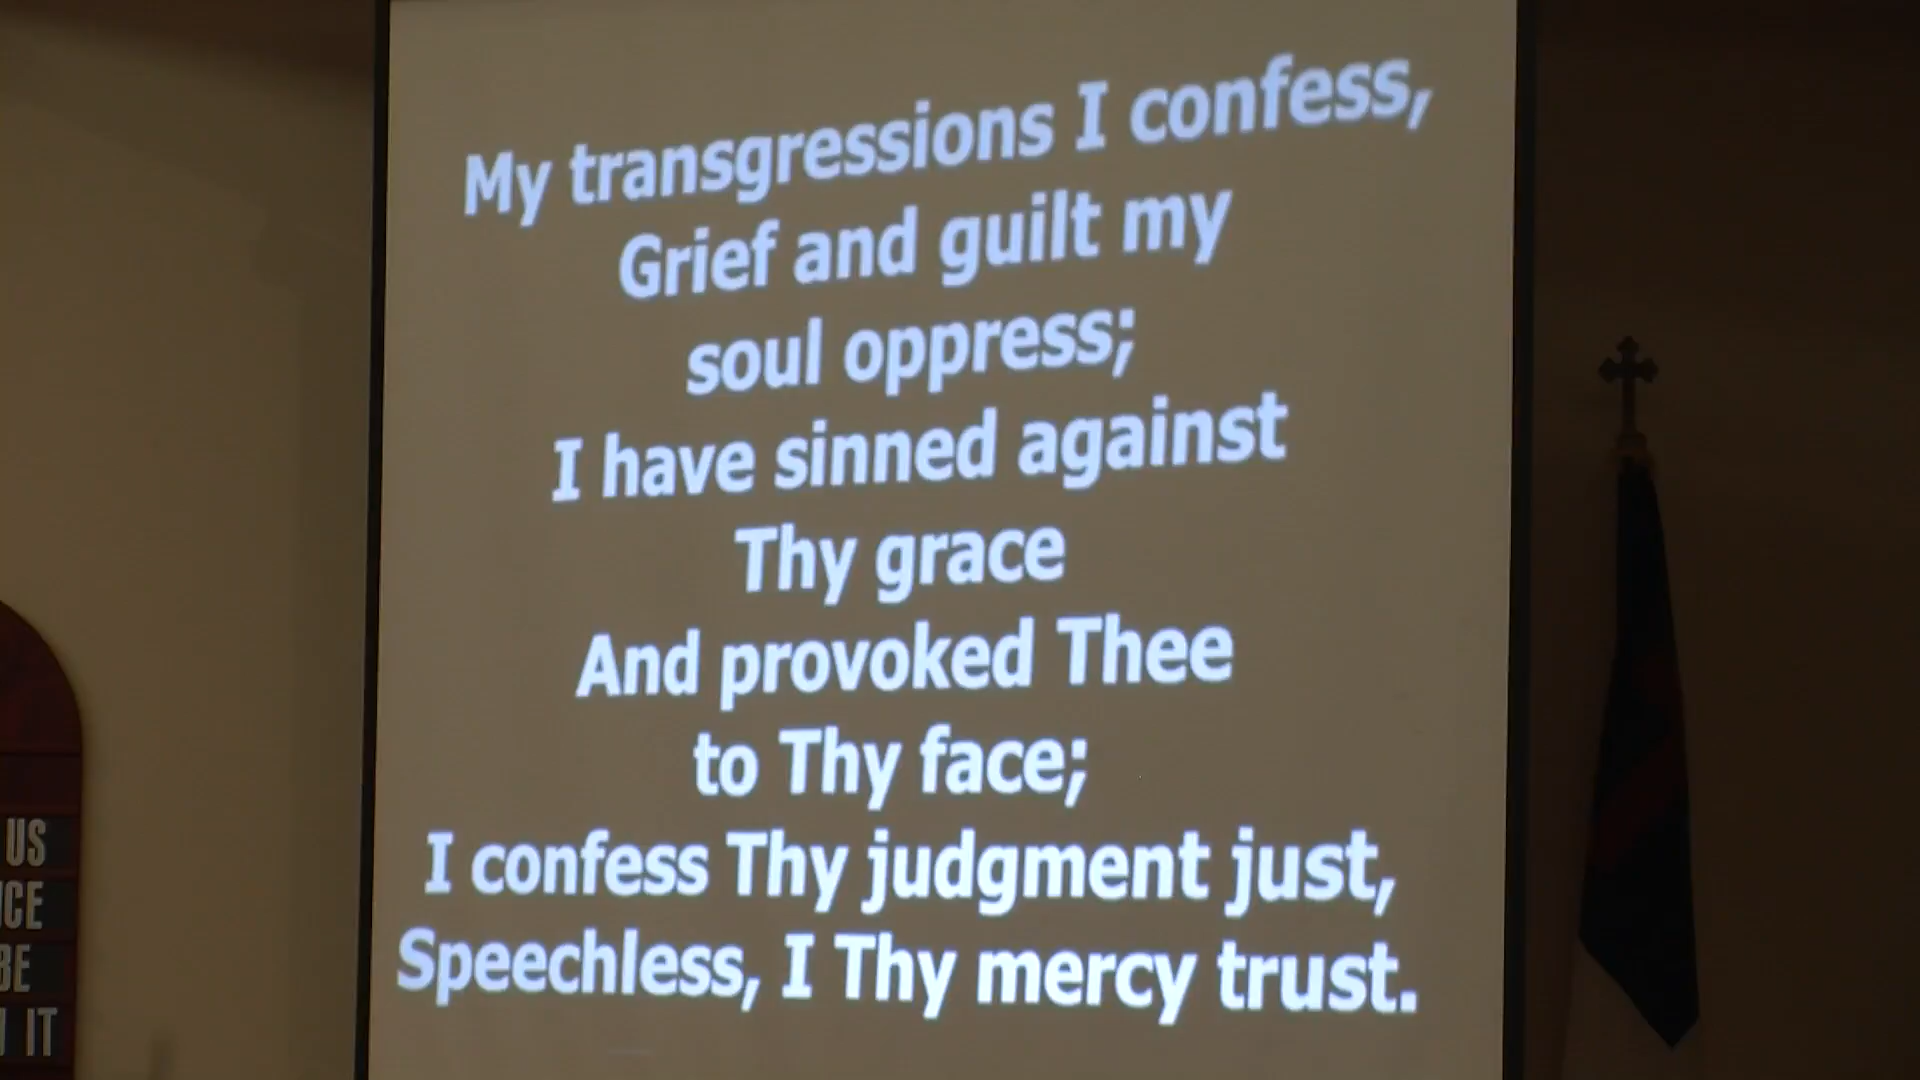 My transgressions I confess,
Grief and guilt my
soul oppress;
I have sinned against
Thy grace
And provoked Thee
to Thy face;
I confess Thy judgment just,
Speechless, I Thy mercy trust.
US
BE
IT